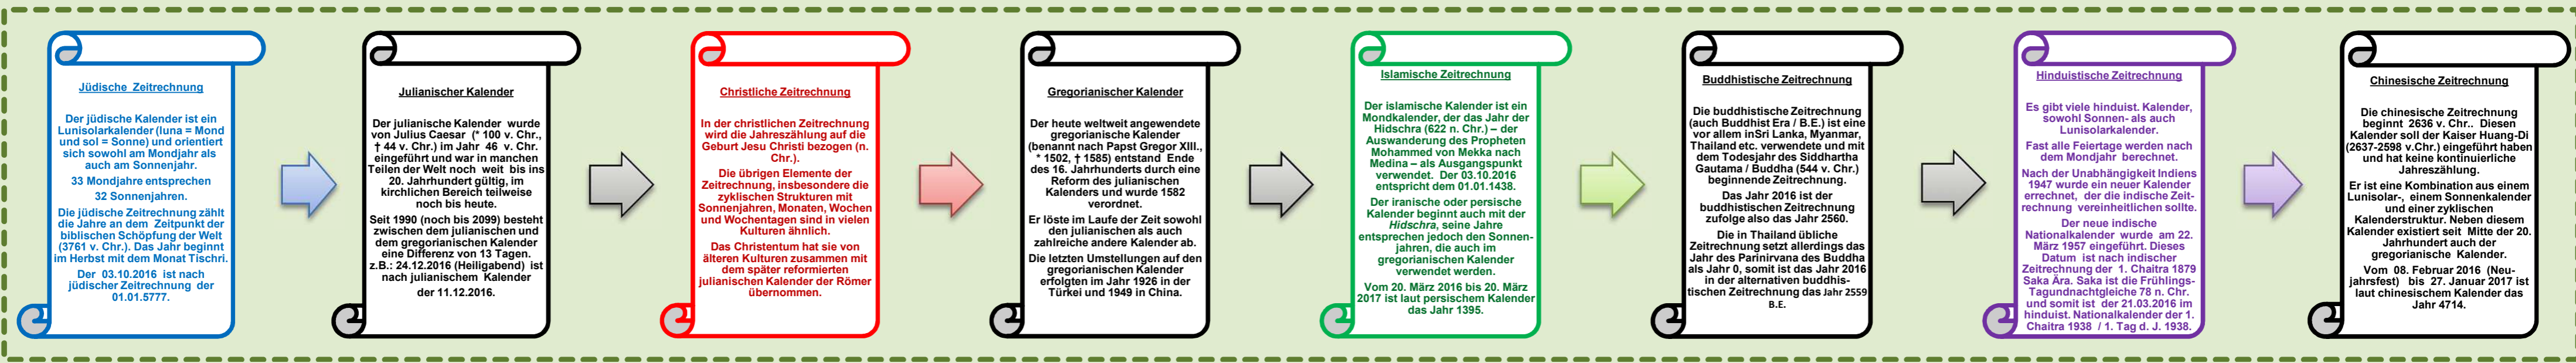 Jüdische Zeitrechnung
Der jüdische Kalender ist ein
Lunisolarkalender (luna = Mond
und sol = Sonne) und orientiert
sich sowohl am Mondjahr als
auch am Sonnenjahr.
33 Mondjahre entsprechen
32 Sonnenjahren.
Die jüdische Zeitrechnung zählt
die Jahre an dem Zeitpunkt der
biblischen Schöpfung der Welt
(3761 v. Chr.). Das Jahr beginnt
im Herbst mit dem Monat Tischri.
Der 03.10.2016 ist nach
jüdischer Zeitrechnung der
01.01.5777.
Julianischer Kalender
Der julianische Kalender wurde
von Julius Caesar (* 100 v. Chr.,
† 44 v. Chr.) im Jahr 46 v. Chr.
eingeführt und war in manchen
Teilen der Welt noch weit bis ins
20. Jahrhundert gültig, im
kirchlichen Bereich teilweise
noch bis heute.
Seit 1990 (noch bis 2099) besteht
zwischen dem julianischen und
dem gregorianischen Kalender
eine Differenz von 13 Tagen.
z.B.: 24.12.2016 (Heiligabend) ist
nach julianischem Kalender
der 11.12.2016.
Christliche Zeitrechnung
In der christlichen Zeitrechnung
wird die Jahreszählung auf die
Geburt Jesu Christi bezogen (n.
Chr.).
Die übrigen Elemente der
Zeitrechnung, insbesondere die
zyklischen Strukturen mit
Sonnenjahren, Monaten, Wochen
und Wochentagen sind in vielen
Kulturen ähnlich.
Das Christentum hat sie von
älteren Kulturen zusammen mit
dem später reformierten
julianischen Kalender der Römer
übernommen.
Gregorianischer Kalender
Der heute weltweit angewendete
gregorianische Kalender
(benannt nach Papst Gregor XIII.,
* 1502, † 1585) entstand Ende
des 16. Jahrhunderts durch eine
Reform des julianischen
Kalenders und wurde 1582
verordnet.
Er löste im Laufe der Zeit sowohl
den julianischen als auch
zahlreiche andere Kalender ab.
Die letzten Umstellungen auf den
gregorianischen Kalender
erfolgten im Jahr 1926 in der
Türkei und 1949 in China.
Islamische Zeitrechnung
Der islamische Kalender ist ein
Mondkalender, der das Jahr der
Hidschra (622 n. Chr.) – der
Auswanderung des Propheten
Mohammed von Mekka nach
Medina – als Ausgangspunkt
verwendet. Der 03.10.2016
entspricht dem 01.01.1438.
Der iranische oder persische
Kalender beginnt auch mit der
Hidschra, seine Jahre
entsprechen jedoch den Sonnen-
jahren, die auch im
gregorianischen Kalender
verwendet werden.
Vom 20. März 2016 bis 20. März
2017 ist laut persischem Kalender
das Jahr 1395.
Buddhistische Zeitrechnung
Die buddhistische Zeitrechnung
(auch Buddhist Era / B.E.) ist eine
vor allem inSri Lanka, Myanmar,
Thailand etc. verwendete und mit
dem Todesjahr des Siddhartha
Gautama / Buddha (544 v. Chr.)
beginnende Zeitrechnung.
Das Jahr 2016 ist der
buddhistischen Zeitrechnung
zufolge also das Jahr 2560.
Die in Thailand übliche
Zeitrechnung setzt allerdings das
Jahr des Parinirvana des Buddha
als Jahr 0, somit ist das Jahr 2016
in der alternativen buddhis-
tischen Zeitrechnung das Jahr 2559
B.E.
Hinduistische Zeitrechnung
Es gibt viele hinduist. Kalender,
sowohl Sonnen- als auch
Lunisolarkalender.
Fast alle Feiertage werden nach
dem Mondjahr berechnet.
Nach der Unabhängigkeit Indiens
1947 wurde ein neuer Kalender
errechnet, der die indische Zeit-
rechnung vereinheitlichen sollte.
Der neue indische
Nationalkalender wurde am 22.
März 1957 eingeführt. Dieses
Datum ist nach indischer
Zeitrechnung der 1. Chaitra 1879
Saka Ära. Saka ist die Frühlings-
Tagundnachtgleiche 78 n. Chr.
und somit ist der 21.03.2016 im
hinduist. Nationalkalender der 1.
Chaitra 1938 / 1. Tag d. J. 1938.
Chinesische Zeitrechnung
Die chinesische Zeitrechnung
beginnt 2636 v. Chr.. Diesen
Kalender soll der Kaiser Huang-Di
(2637-2598 v.Chr.) eingeführt haben
und hat keine kontinuierliche
Jahreszählung.
Er ist eine Kombination aus einem
Lunisolar-, einem Sonnenkalender
und einer zyklischen
Kalenderstruktur. Neben diesem
Kalender existiert seit Mitte der 20.
Jahrhundert auch der
gregorianische Kalender.
Vom 08. Februar 2016 (Neu-
jahrsfest) bis 27. Januar 2017 ist
laut chinesischem Kalender das
Jahr 4714.